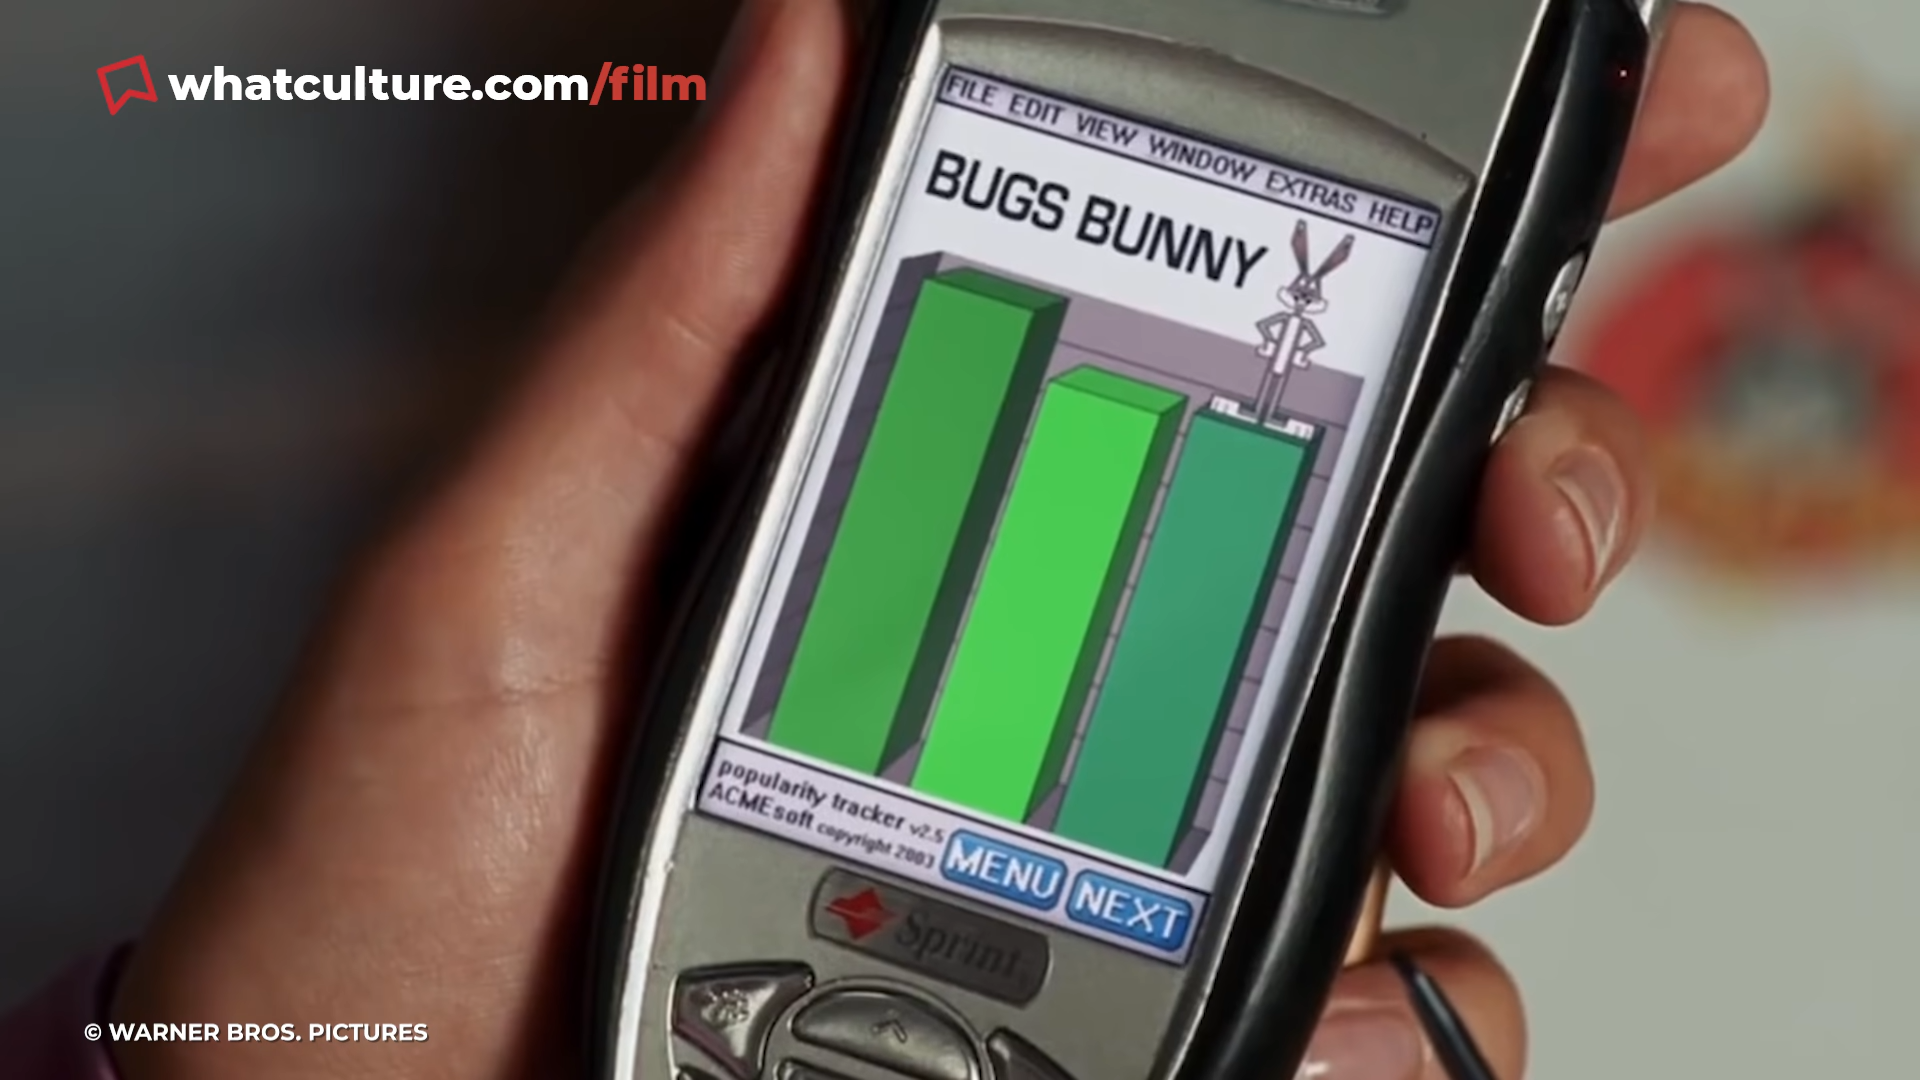 whatculture.com/film
FILE EDIT VIEW WINDOW EXTRAS HELP
BUGS BUNNY
popularity tracker v2.5
ACMEsoft copyright 2003
MENU NEXT
Sprint
© WARNER BROS. PICTURES